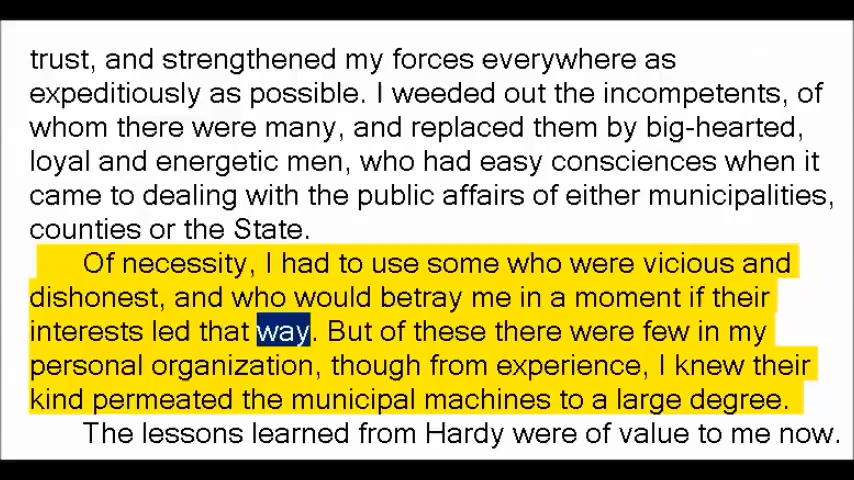 trust, and strengthened my forces everywhere as
expeditiously as possible. I weeded out the incompetents, of
whom there were many, and replaced them by big-hearted,
loyal and energetic men, who had easy consciences when it
came to dealing with the public affairs of either municipalities,
counties or the State.
Of necessity, I had to use some who were vicious and
dishonest, and who would betray me in a moment if their
interests led that way. But of these there were few in my
personal organization, though from experience, I knew their
kind permeated the municipal machines to a large degree.
The lessons learned from Hardy were of value to me now.